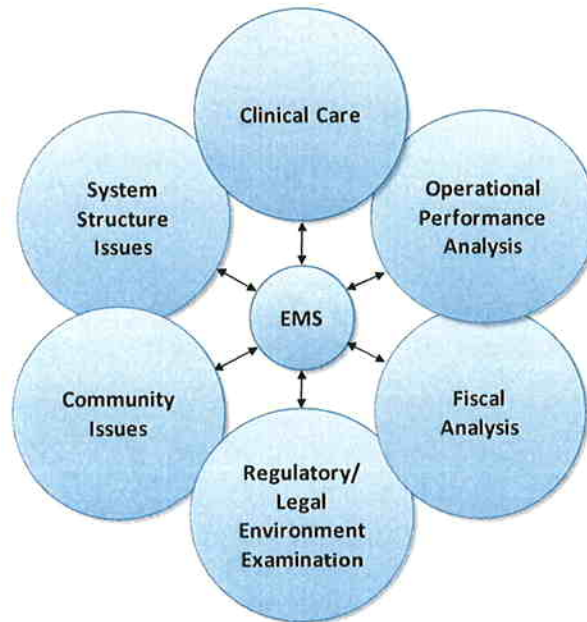 Clinical Care
System
Structure
Issues
Operational
Performance
Analysis
EMS
Community
Issues
Fiscal
Analysis
Regulatory/
Legal
Environment
Examination